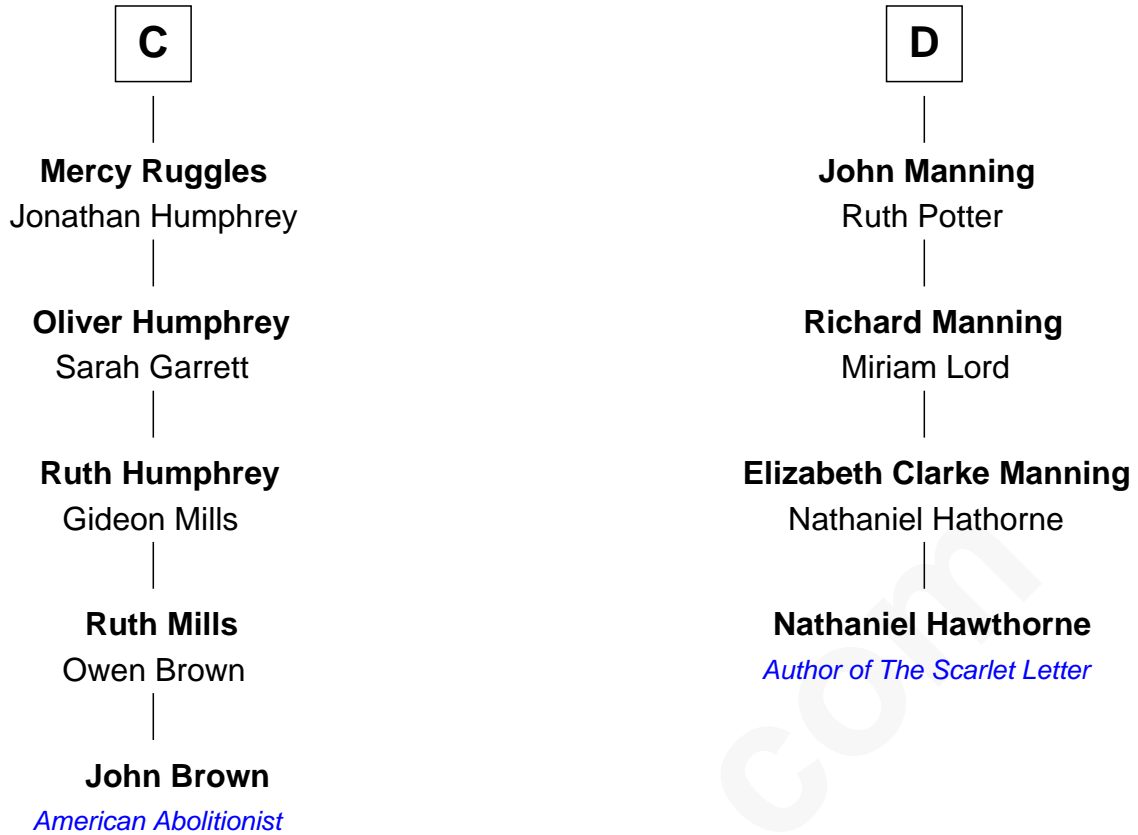 C
Mercy Ruggles
Jonathan Humphrey
Oliver Humphrey
Sarah Garrett
Ruth Humphrey
Gideon Mills
Ruth Mills
Owen Brown
John Brown
American Abolitionist
D
John Manning
Ruth Potter
Richard Manning
Miriam Lord
Elizabeth Clarke Manning
Nathaniel Hathorne
Nathaniel Hawthorne
Author of The Scarlet Letter
com